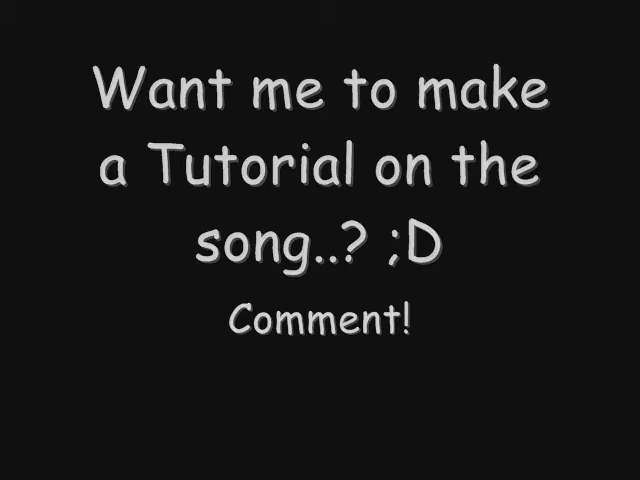 Want me to make
a Tutorial on the
song..? ;D
Comment!